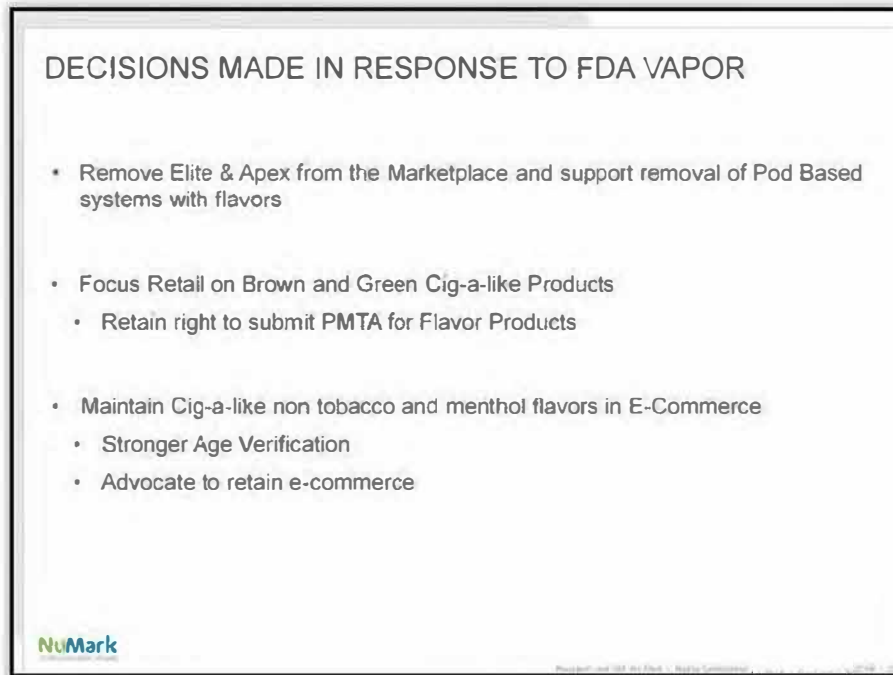 DECISIONS MADE IN RESPONSE TO FDA VAPOR
• Remove Elite & Apex from the Marketplace and support removal of Pod Based
systems with flavors
• Focus Retail on Brown and Green Cig-a-like Products
• Retain right to submit PMTA for Flavor Products
• Maintain Cig-a-like non tobacco and menthol flavors in E-Commerce
• Stronger Age Verification
• Advocate to retain e-commerce
NuMark